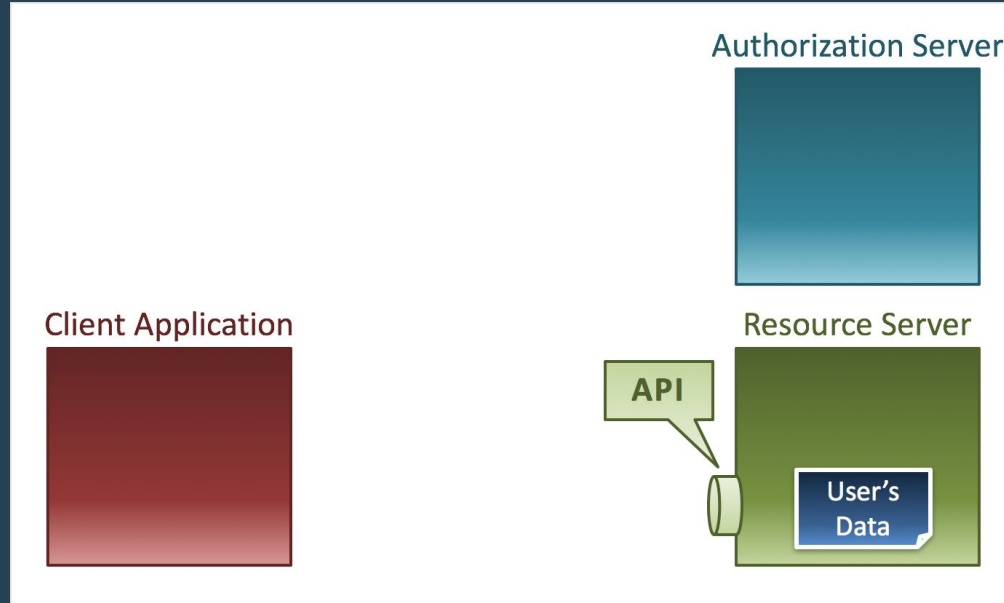 Authorization Server
Client Application
Resource Server
API
User's
Data